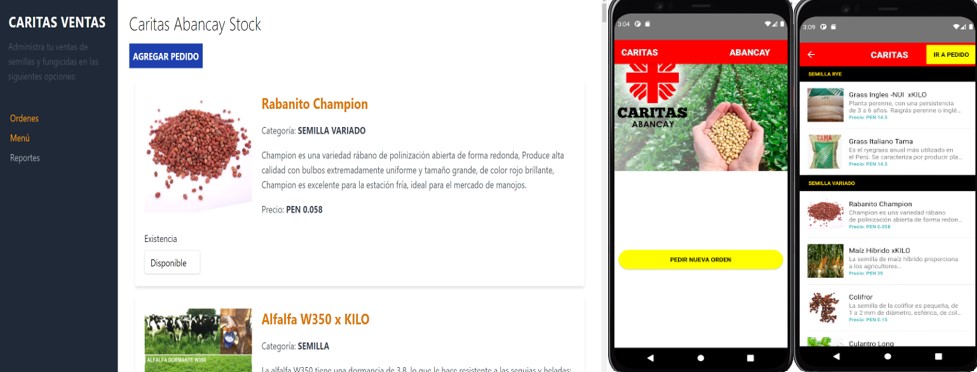 CARITAS VENTAS
Administra tu ventas de
semillas y fungicidas en las
siguientes opciones:
Ordenes
Menú
Reportes
Caritas Abancay Stock
AGREGAR PEDIDO
Rabanito Champion
Categoría: SEMILLA VARIADO
Champion es una variedad rábano de polinización abierta de forma redonda, Produce alta
calidad con bulbos extremadamente uniforme y tamaño grande, de color rojo brillante,
Champion es excelente para la estación fría, ideal para el mercado de manojos.
Precio: PEN 0.058
Existencia
Disponible
ALFALFA DORMANTE W350
Alfalfa W350 x KILO
Categoría: SEMILLA
La alfalfa W350 tiene una dormancia de 3.8, lo que le hace resistente a las sequias y heladas;
3:04
CARITAS
ABANCAY
CARITAS
ABANCAY
PEDIR NUEVA ORDEN
3:09
CARITAS
IR A PEDIDO
SEMILLA RYE
Grass Ingles -NUI xKILO
Planta perenne, con una persistencia
de 3 a 6 años. Raigrás perenne o inglé...
Precio: PEN 14.5
TAMA
Grass Italiano Tama
Es el ryegrass anual más utilizado en
el Perú. Se caracteriza por producir pla...
Precio: PEN 14.5
SEMILLA VARIADO
Rabanito Champion
Champion es una variedad rábano
de polinización abierta de forma redon...
Precio: PEN 0.058
Maíz Hibrido xKILO
La semilla de maíz híbrido proporciona
a los agricultores...
Precio: PEN 20
Colifror
La semilla de la coliflor es pequeña, de
1 a 2 mm de diámetro, esférica, de col...
Precio: PEN 0.15
Culantro Long